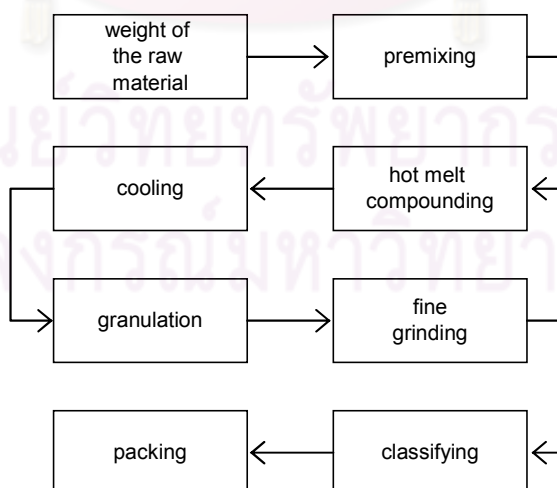 weight of
the raw
material
premixing
cooling
hot melt
compounding
granulation
fine
grinding
packing
classifying